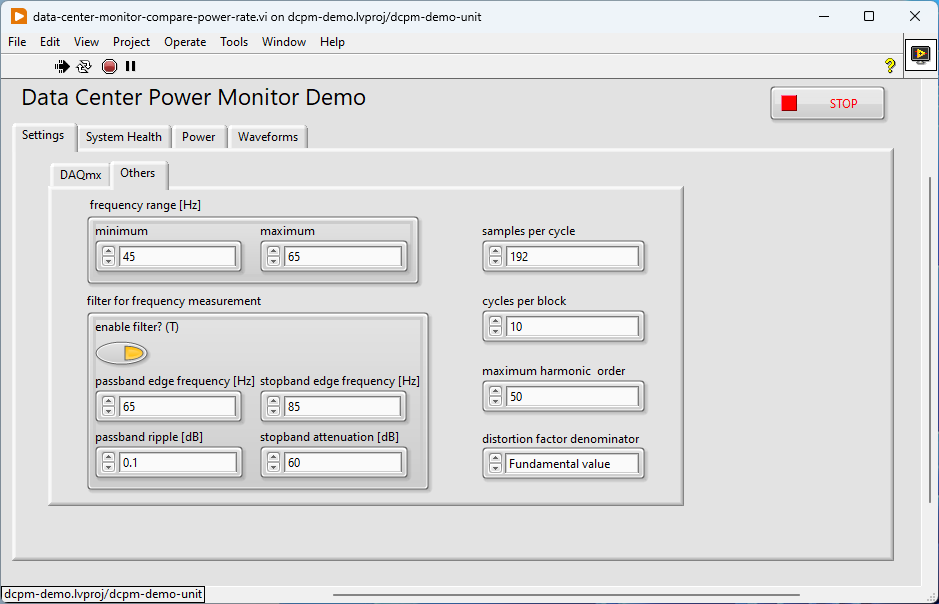 data-center-monitor-compare-power-rate.vi on dcpm-demo.lvproj/dcpm-demo-unit
File Edit View Project Operate Tools Window Help
?
Data Center Power Monitor Demo
STOP
Settings System Health Power Waveforms
DAQmx Others
frequency range [Hz]
minimum maximum
45 65
filter for frequency measurement
enable filter? (T)
passband edge frequency [Hz] stopband edge frequency [Hz]
65 85
passband ripple [dB] stopband attenuation [dB]
0.1 60
samples per cycle
192
cycles per block
10
maximum harmonic  order
50
distortion factor denominator
Fundamental value
dcpm-demo.lvproj/dcpm-demo-unit